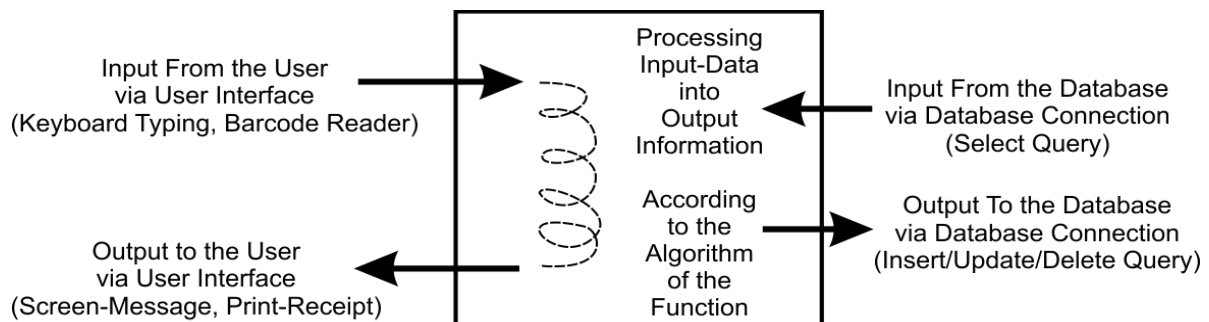 Input From the User
via User Interface
(Keyboard Typing, Barcode Reader)
Output to the User
via User Interface
(Screen-Message, Print-Receipt)
Processing
Input-Data
into
Output
Information
According
to the
Algorithm
of the
Function
Input From the Database
via Database Connection
(Select Query)
Output To the Database
via Database Connection
(Insert/Update/Delete Query)